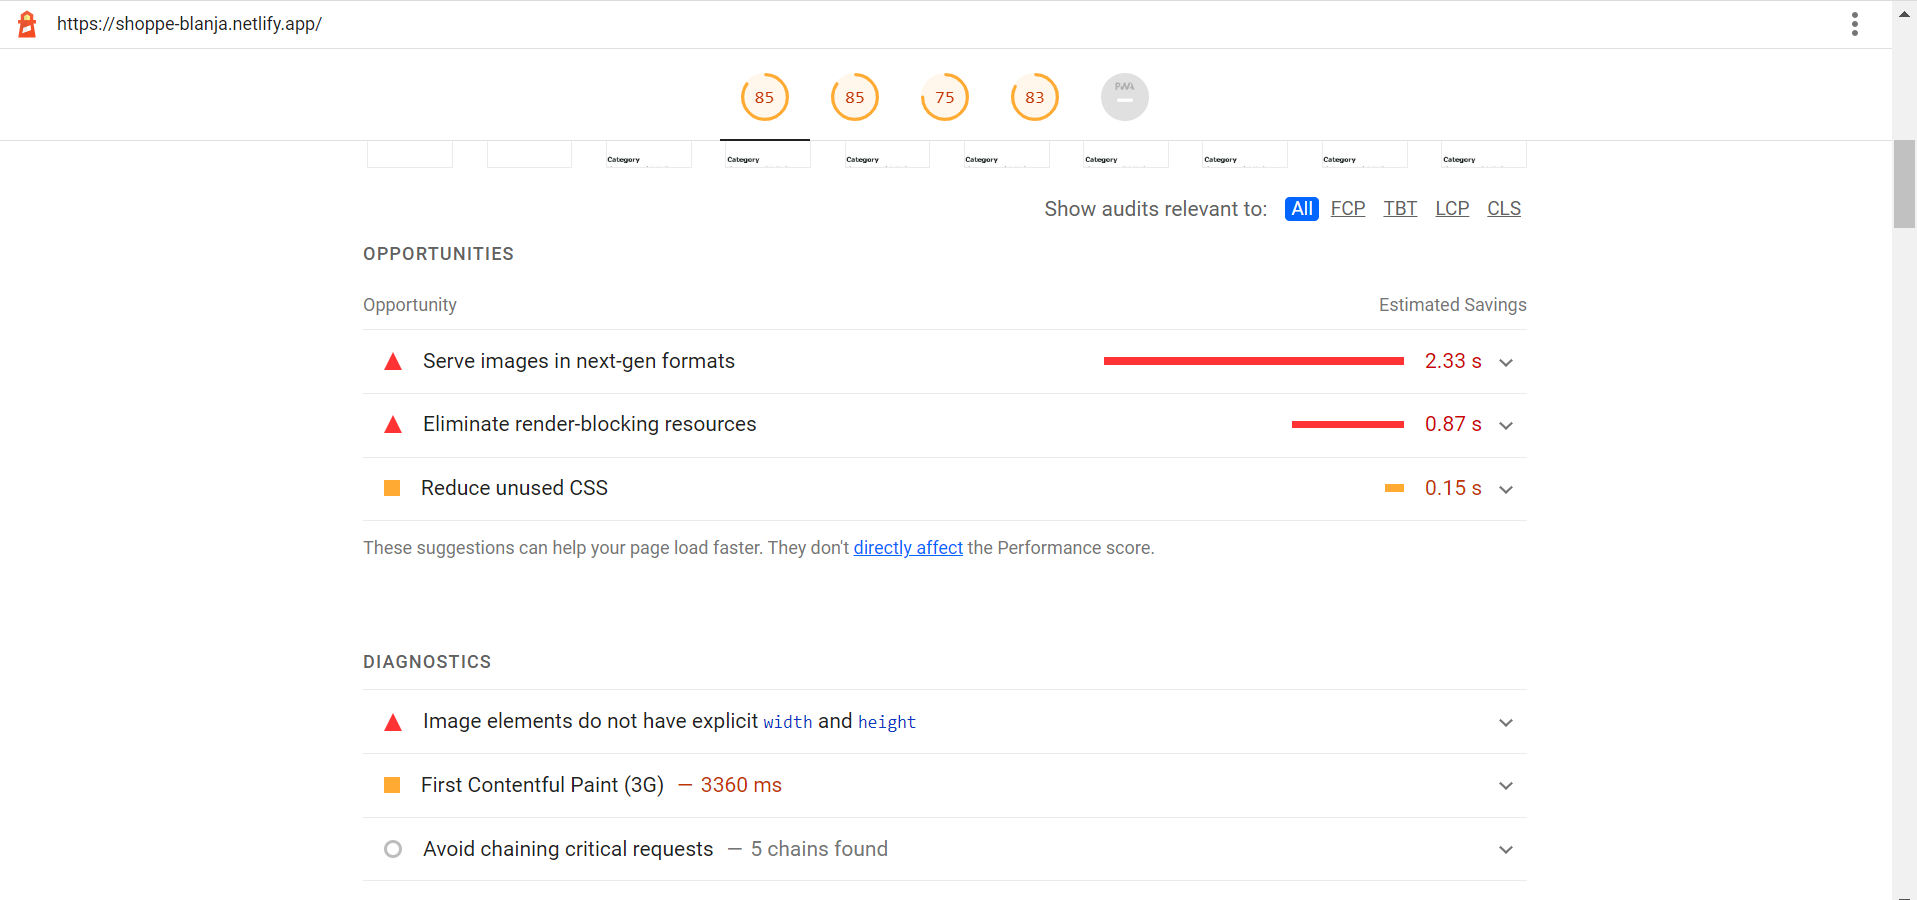 https://shoppe-blanja.netlify.app/
85 85 75 83 PWA
Category Category Category Category Category Category Category Category
Show audits relevant to: All FCP TBT LCP CLS
OPPORTUNITIES
Opportunity Estimated Savings
Serve images in next-gen formats 2.33 s
Eliminate render-blocking resources 0.87 s
Reduce unused CSS 0.15 s
These suggestions can help your page load faster. They don't directly affect the Performance score.
DIAGNOSTICS
Image elements do not have explicit width and height
First Contentful Paint (3G) — 3360 ms
Avoid chaining critical requests — 5 chains found